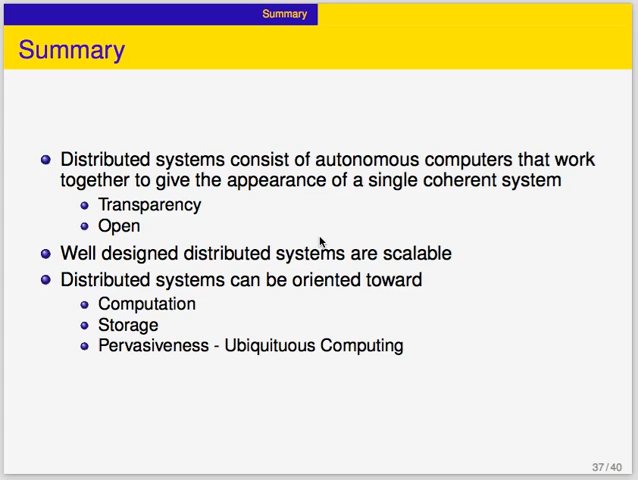 Summary
Summary
Distributed systems consist of autonomous computers that work
together to give the appearance of a single coherent system
Transparency
Open
Well designed distributed systems are scalable
Distributed systems can be oriented toward
Computation
Storage
Pervasiveness - Ubiquituous Computing
37 / 40